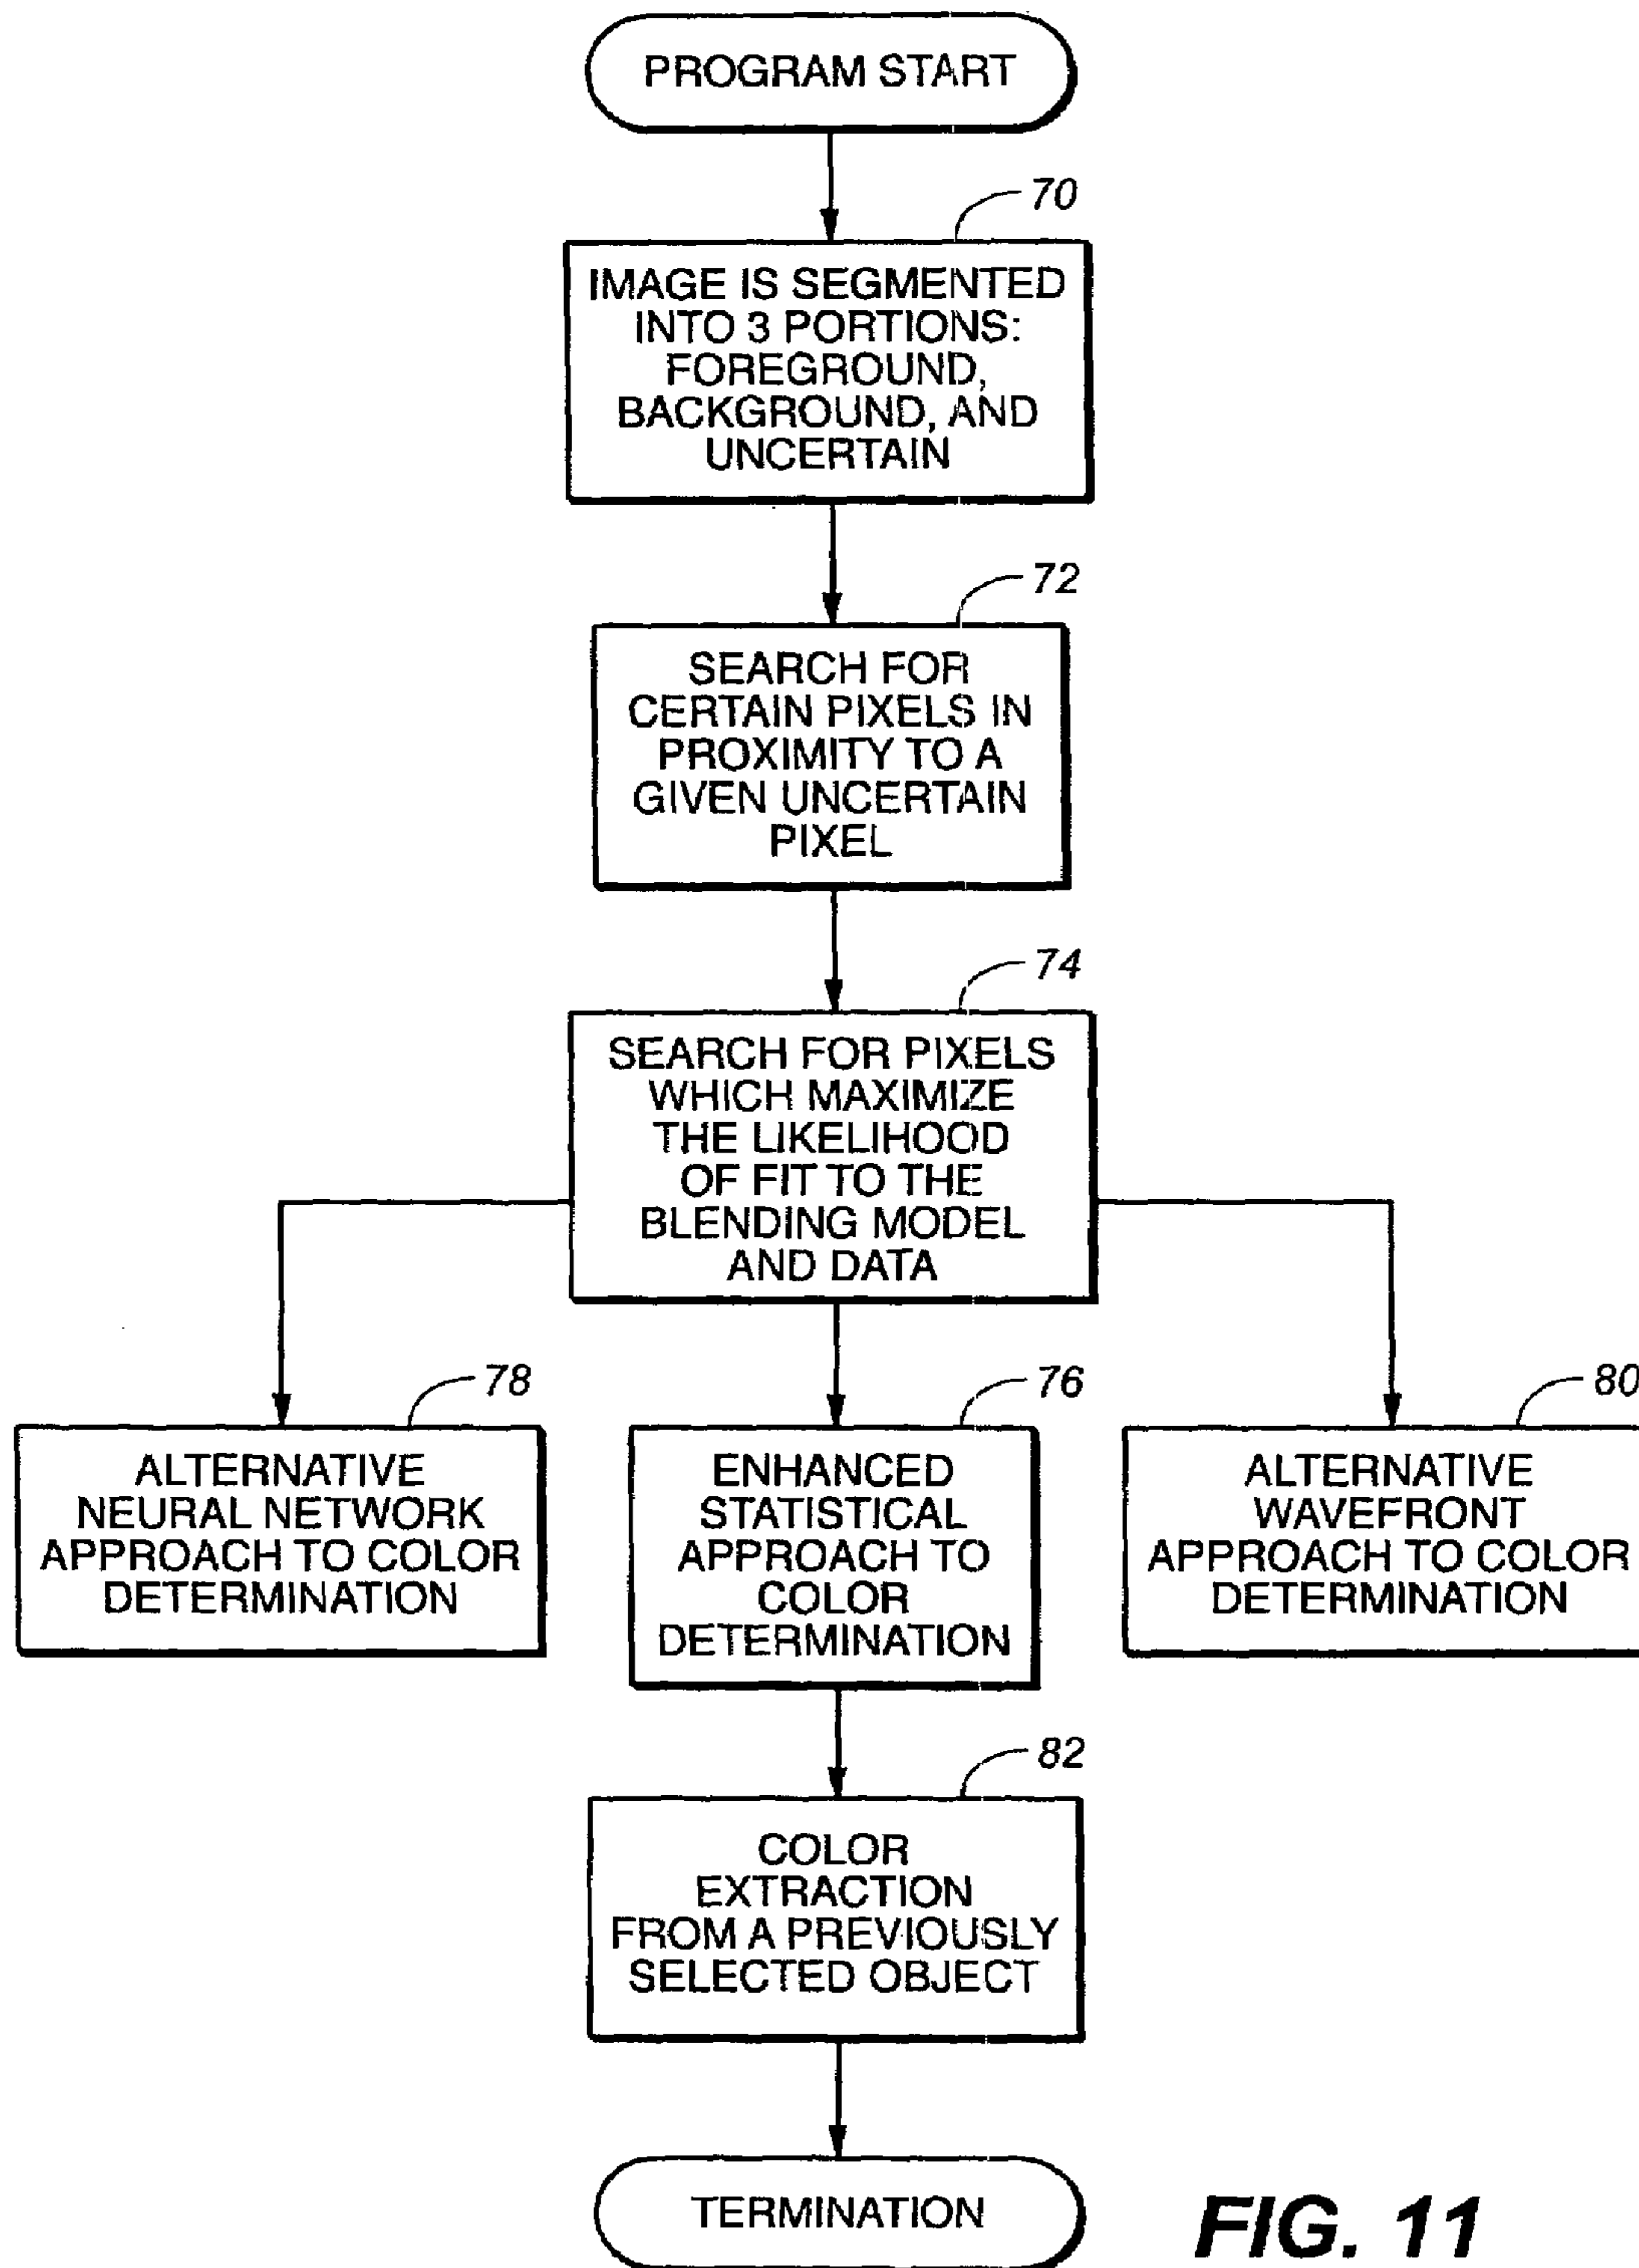 PROGRAM START
70
IMAGE IS SEGMENTED
INTO 3 PORTIONS:
FOREGROUND,
BACKGROUND, AND
UNCERTAIN
72
SEARCH FOR
CERTAIN PIXELS IN
PROXIMITY TO A
GIVEN UNCERTAIN
PIXEL
74
SEARCH FOR PIXELS
WHICH MAXIMIZE
THE LIKELIHOOD
OF FIT TO THE
BLENDING MODEL
AND DATA
78
ALTERNATIVE
NEURAL NETWORK
APPROACH TO COLOR
DETERMINATION
76
ENHANCED
STATISTICAL
APPROACH TO
COLOR
DETERMINATION
80
ALTERNATIVE
WAVEFRONT
APPROACH TO COLOR
DETERMINATION
82
COLOR
EXTRACTION
FROM A PREVIOUSLY
SELECTED OBJECT
TERMINATION
FIG. 11